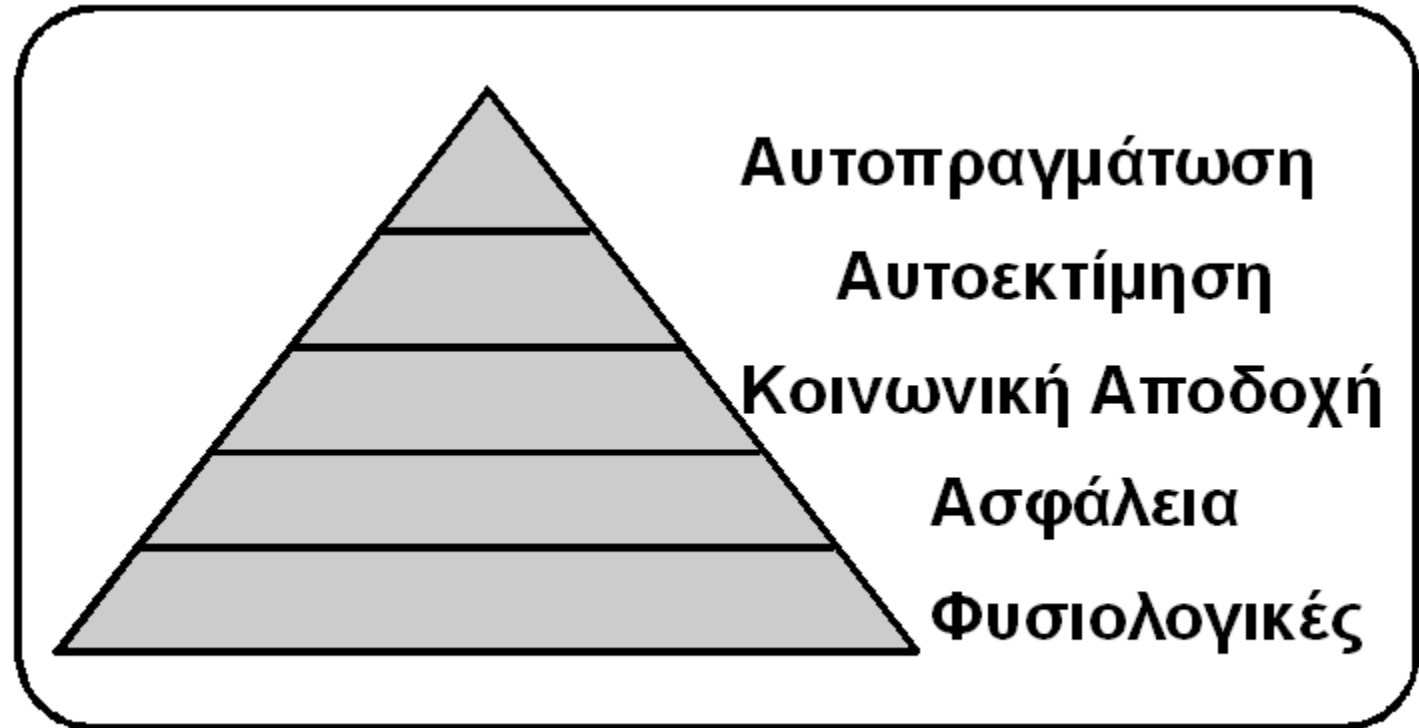 Αυτοπραγμάτωση
Αυτοεκτίμηση
Κοινωνική Αποδοχή
Ασφάλεια
Φυσιολογικές